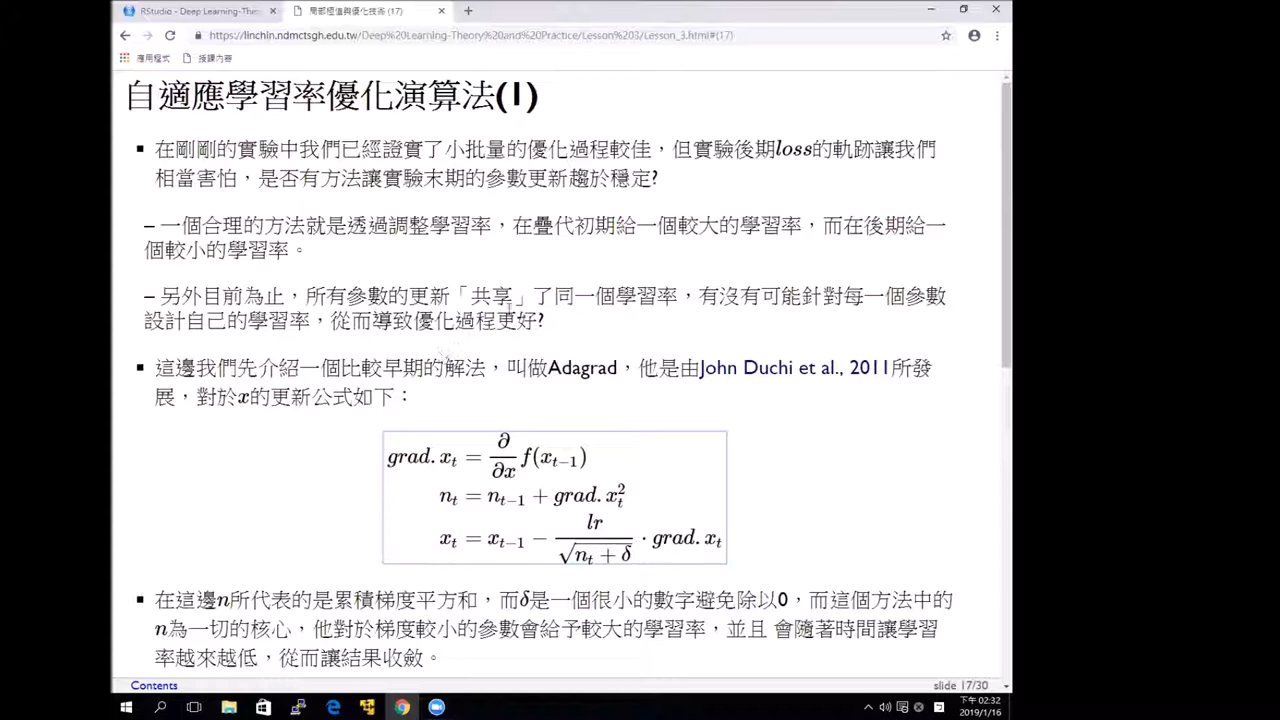 RStudio - Deep Learning-The
局部極值與優化技術 (17)
https://linchin.ndmctsgh.edu.tw/Deep%20Learning-Theory%20and%20Practice/Lesson%203/Lesson_3.html#(17)
應用程式 授課內容
自適應學習率優化演算法(1)
在剛剛的實驗中我們已經證實了小批量的優化過程較佳，但實驗後期loss的軌跡讓我們
相當害怕，是否有方法讓實驗末期的參數更新趨於穩定?
– 一個合理的方法就是透過調整學習率，在疊代初期給一個較大的學習率，而在後期給一
個較小的學習率。
– 另外目前為止，所有參數的更新「共享」了同一個學習率，有沒有可能針對每一個參數
設計自己的學習率，從而導致優化過程更好?
這邊我們先介紹一個比較早期的解法，叫做Adagrad，他是由John Duchi et al., 2011所發
展，對於x的更新公式如下：
grad. x_t = ∂/∂x f(x_{t−1})
n_t = n_{t−1} + grad. x_t^2
x_t = x_{t−1} − lr/√(n_t + δ) · grad. x_t
在這邊n所代表的是累積梯度平方和，而δ是一個很小的數字避免除以0，而這個方法中的
n為一切的核心，他對於梯度較小的參數會給予較大的學習率，並且 會隨著時間讓學習
率越來越低，從而讓結果收斂。
Contents
slide 17/30
下午 02:32
2019/1/16